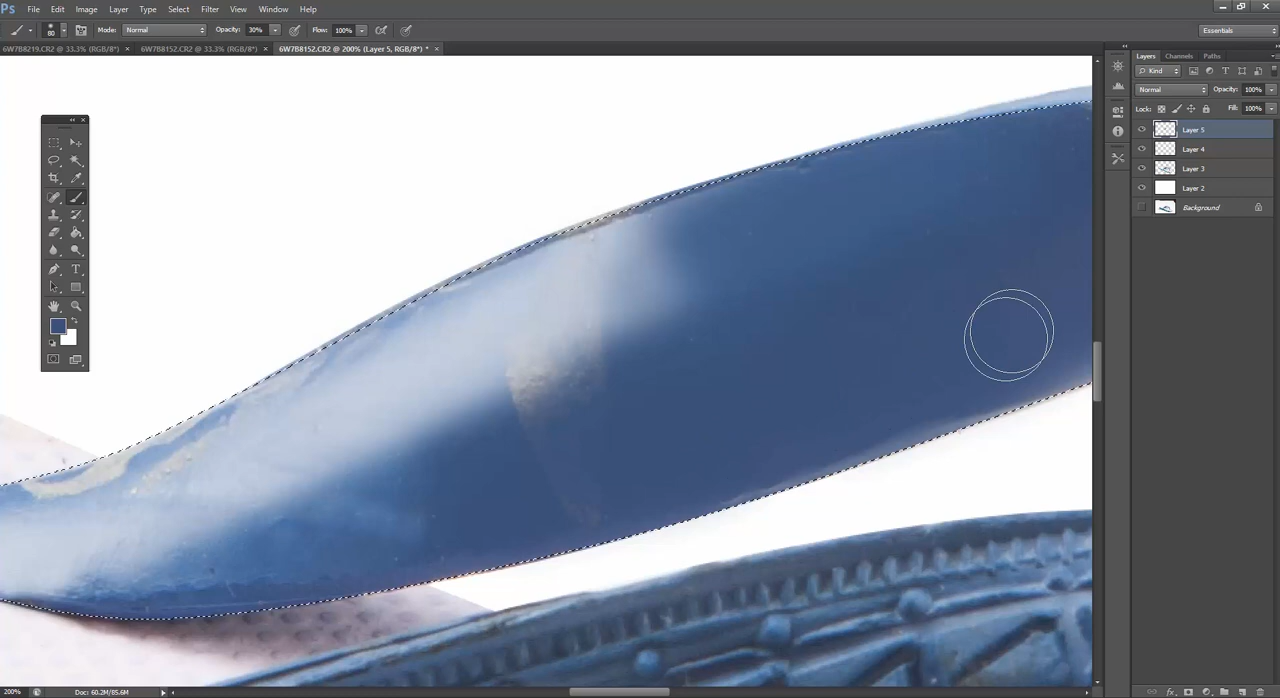 Ps File Edit Image Layer Type Select Filter View Window Help
80 Mode: Normal Opacity: 30% Flow: 100% Essentials
6W7B8219.CR2 @ 33.3% (RGB/8*) × 6W7B8152.CR2 @ 33.3% (RGB/8*) × 6W7B8152.CR2 @ 200% (Layer 5, RGB/8*) * ×
Layers Channels Paths
Kind
Normal Opacity: 100%
Lock: Fill: 100%
Layer 5
Layer 4
Layer 3
Layer 2
Background
200% Doc: 60.2M/85.6M